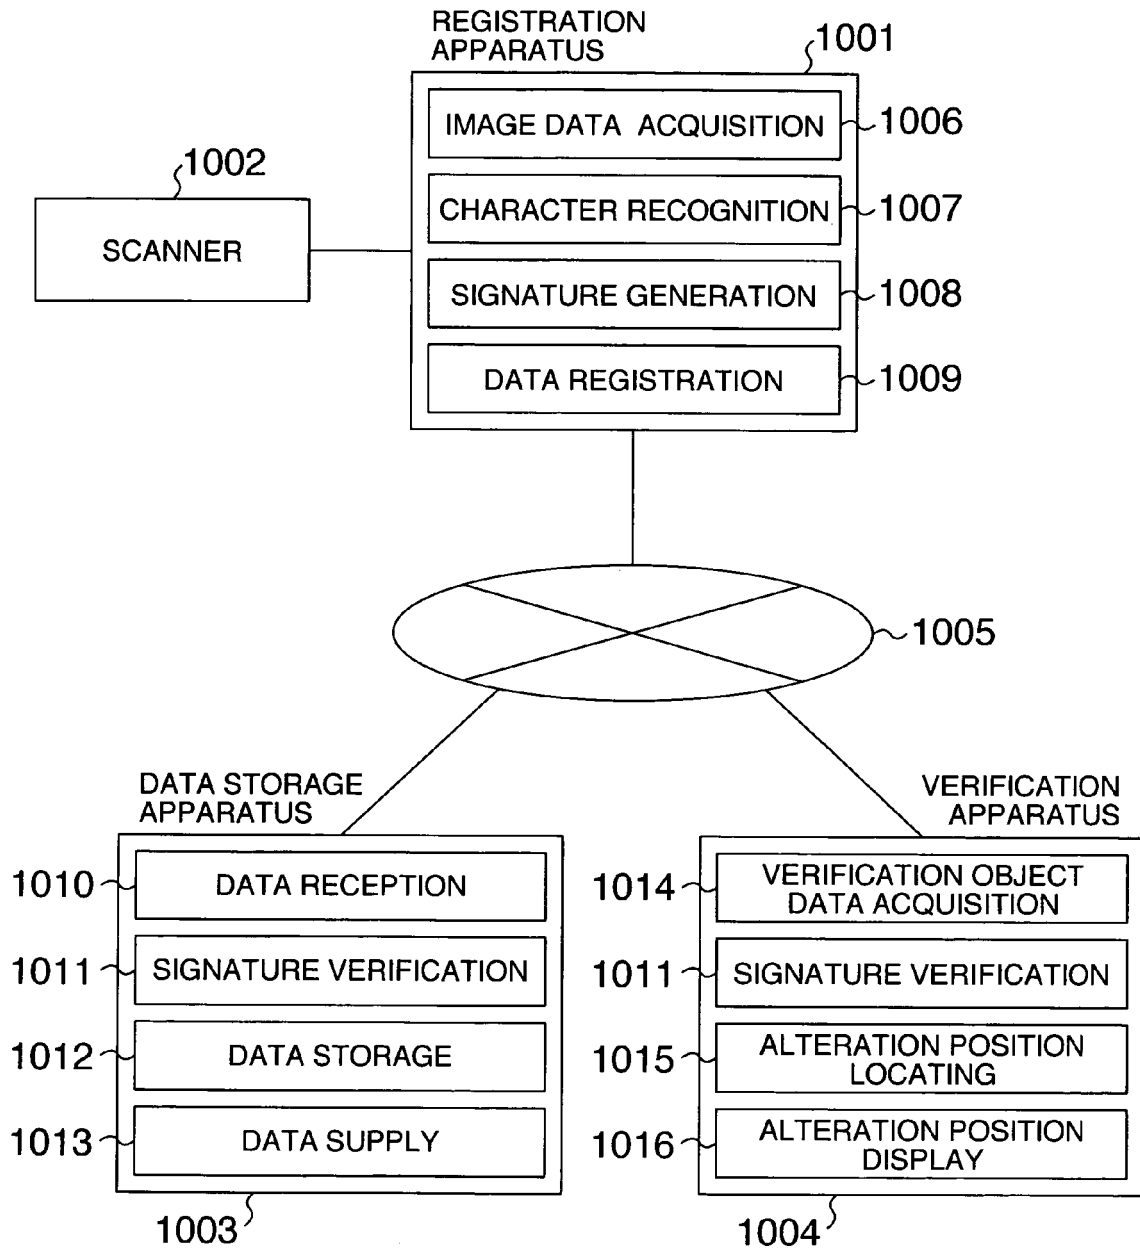 REGISTRATION
APPARATUS
1001
IMAGE DATA ACQUISITION
1006
1002
CHARACTER RECOGNITION
1007
SCANNER
SIGNATURE GENERATION
1008
DATA REGISTRATION
1009
1005
DATA STORAGE
APPARATUS
1010
DATA RECEPTION
1011
SIGNATURE VERIFICATION
1012
DATA STORAGE
1013
DATA SUPPLY
1003
VERIFICATION
APPARATUS
1014
VERIFICATION OBJECT
DATA ACQUISITION
1011
SIGNATURE VERIFICATION
1015
ALTERATION POSITION
LOCATING
1016
ALTERATION POSITION
DISPLAY
1004